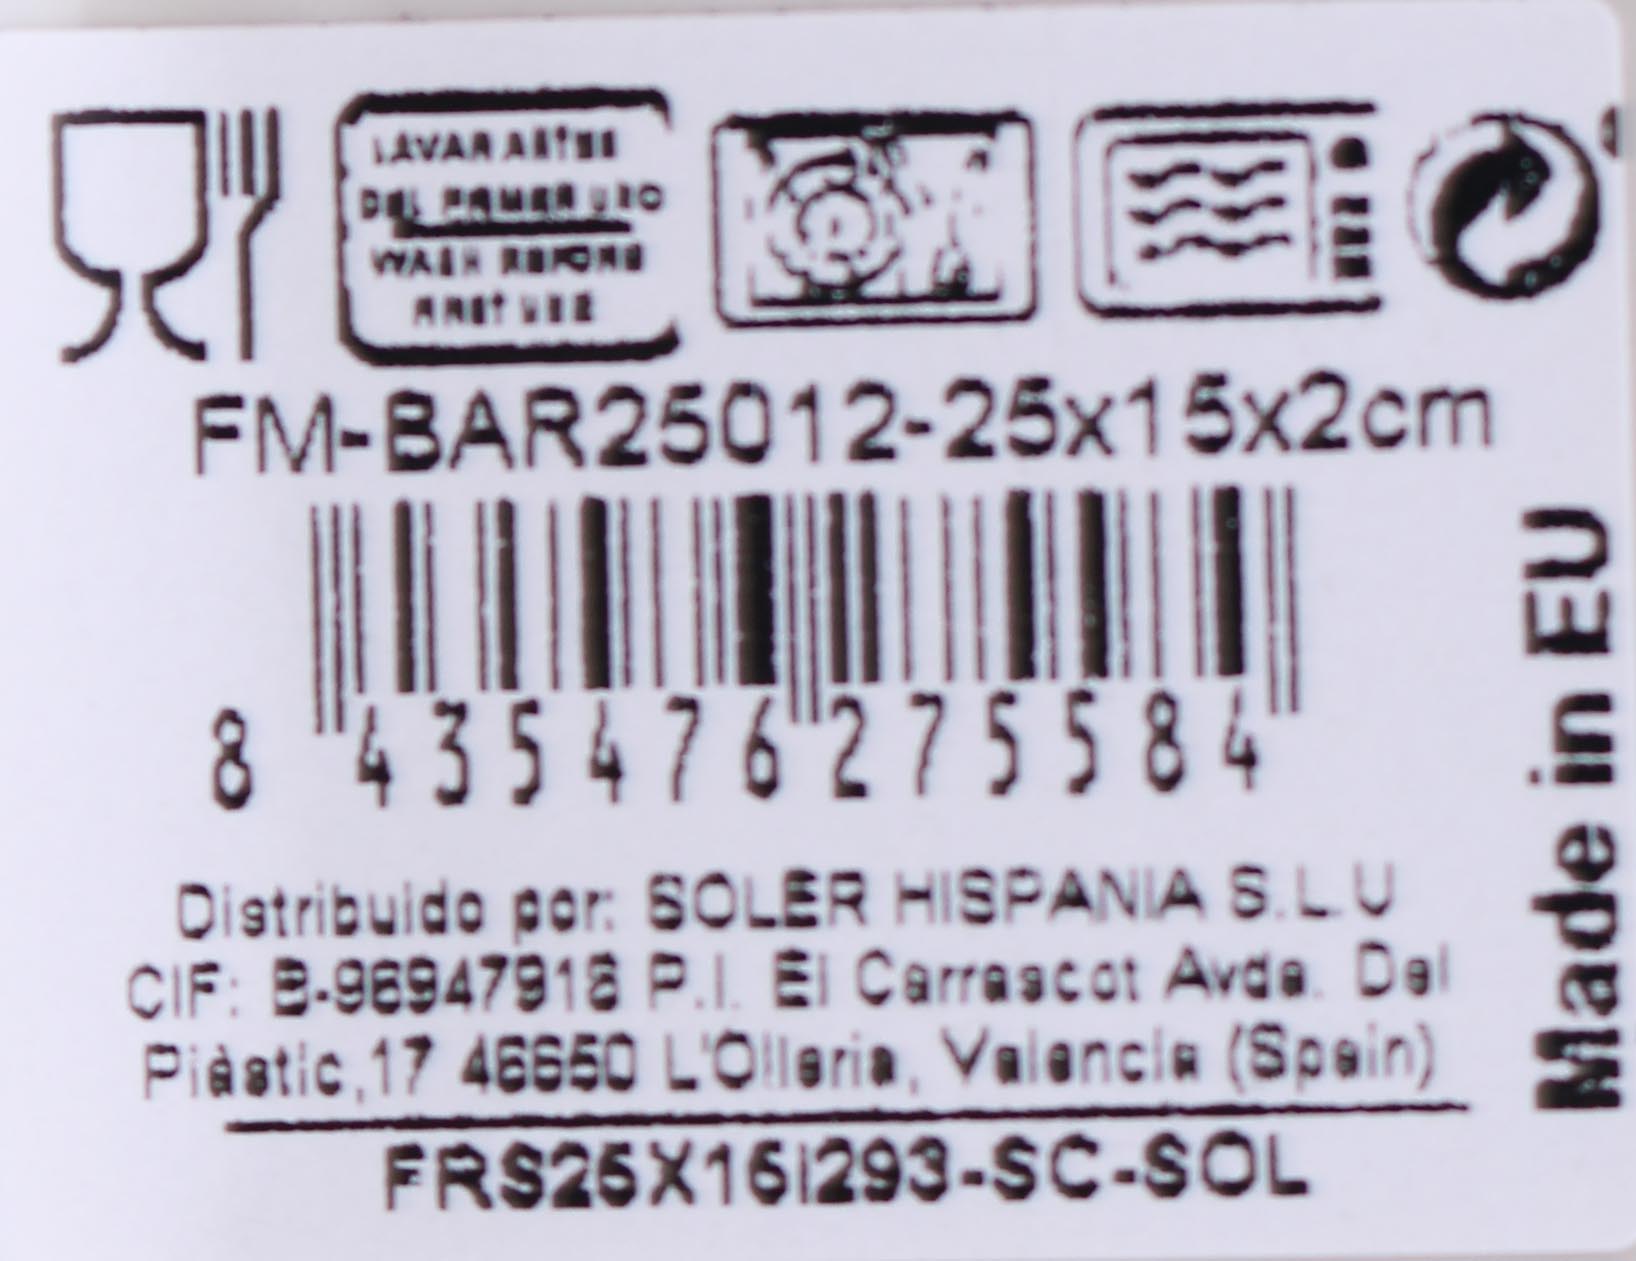 LAVAR ANTES
DEL PRIMER USO
WASH BEFORE
FIRST USE
FM-BAR25012-25x15x2cm
8 435476 275584
Distribuido por: SOLER HISPANIA S.L.U
CIF: B-96947918 P.I. El Carrascot Avda. Del
Plàstic,17 46850 L'Olleria, Valencia (Spain)
FRS25X15I293-SC-SOL
Made in EU